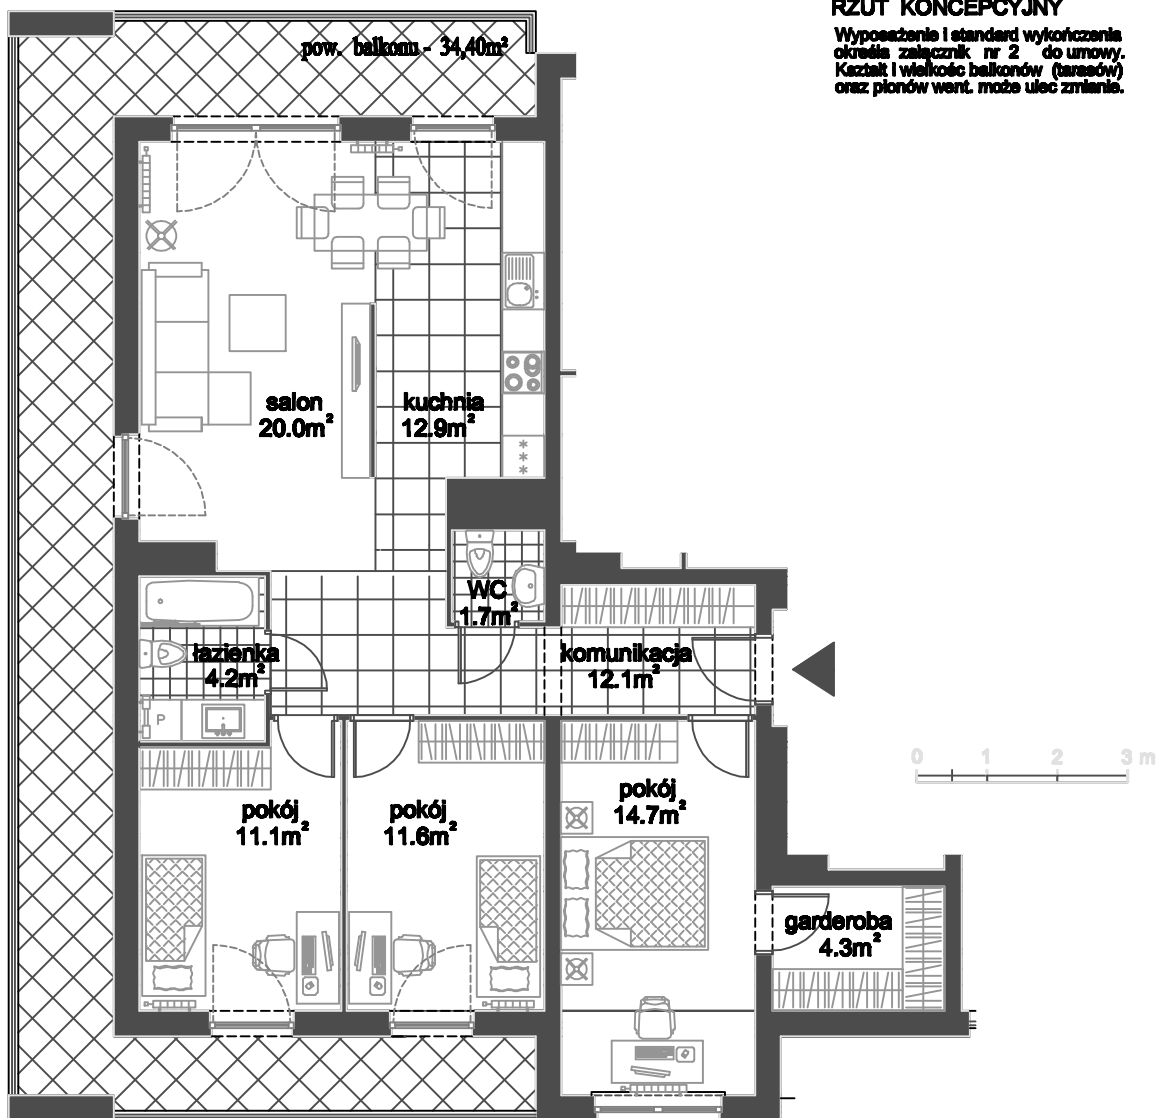 RZUT KONCEPCYJNY
Wyposażenie i standard wykończenia
określa załącznik nr 2 do umowy.
Kształt i wielkość balkonów (tarasów)
oraz pionów went. może ulec zmianie.
pow. balkonu - 34,40m²
salon
20.0m²
kuchnia
12.9m²
WC
1.7m²
łazienka
4.2m²
komunikacja
12.1m²
P
0 1 2 3 m
pokój
11.1m²
pokój
11.6m²
pokój
14.7m²
garderoba
4.3m²